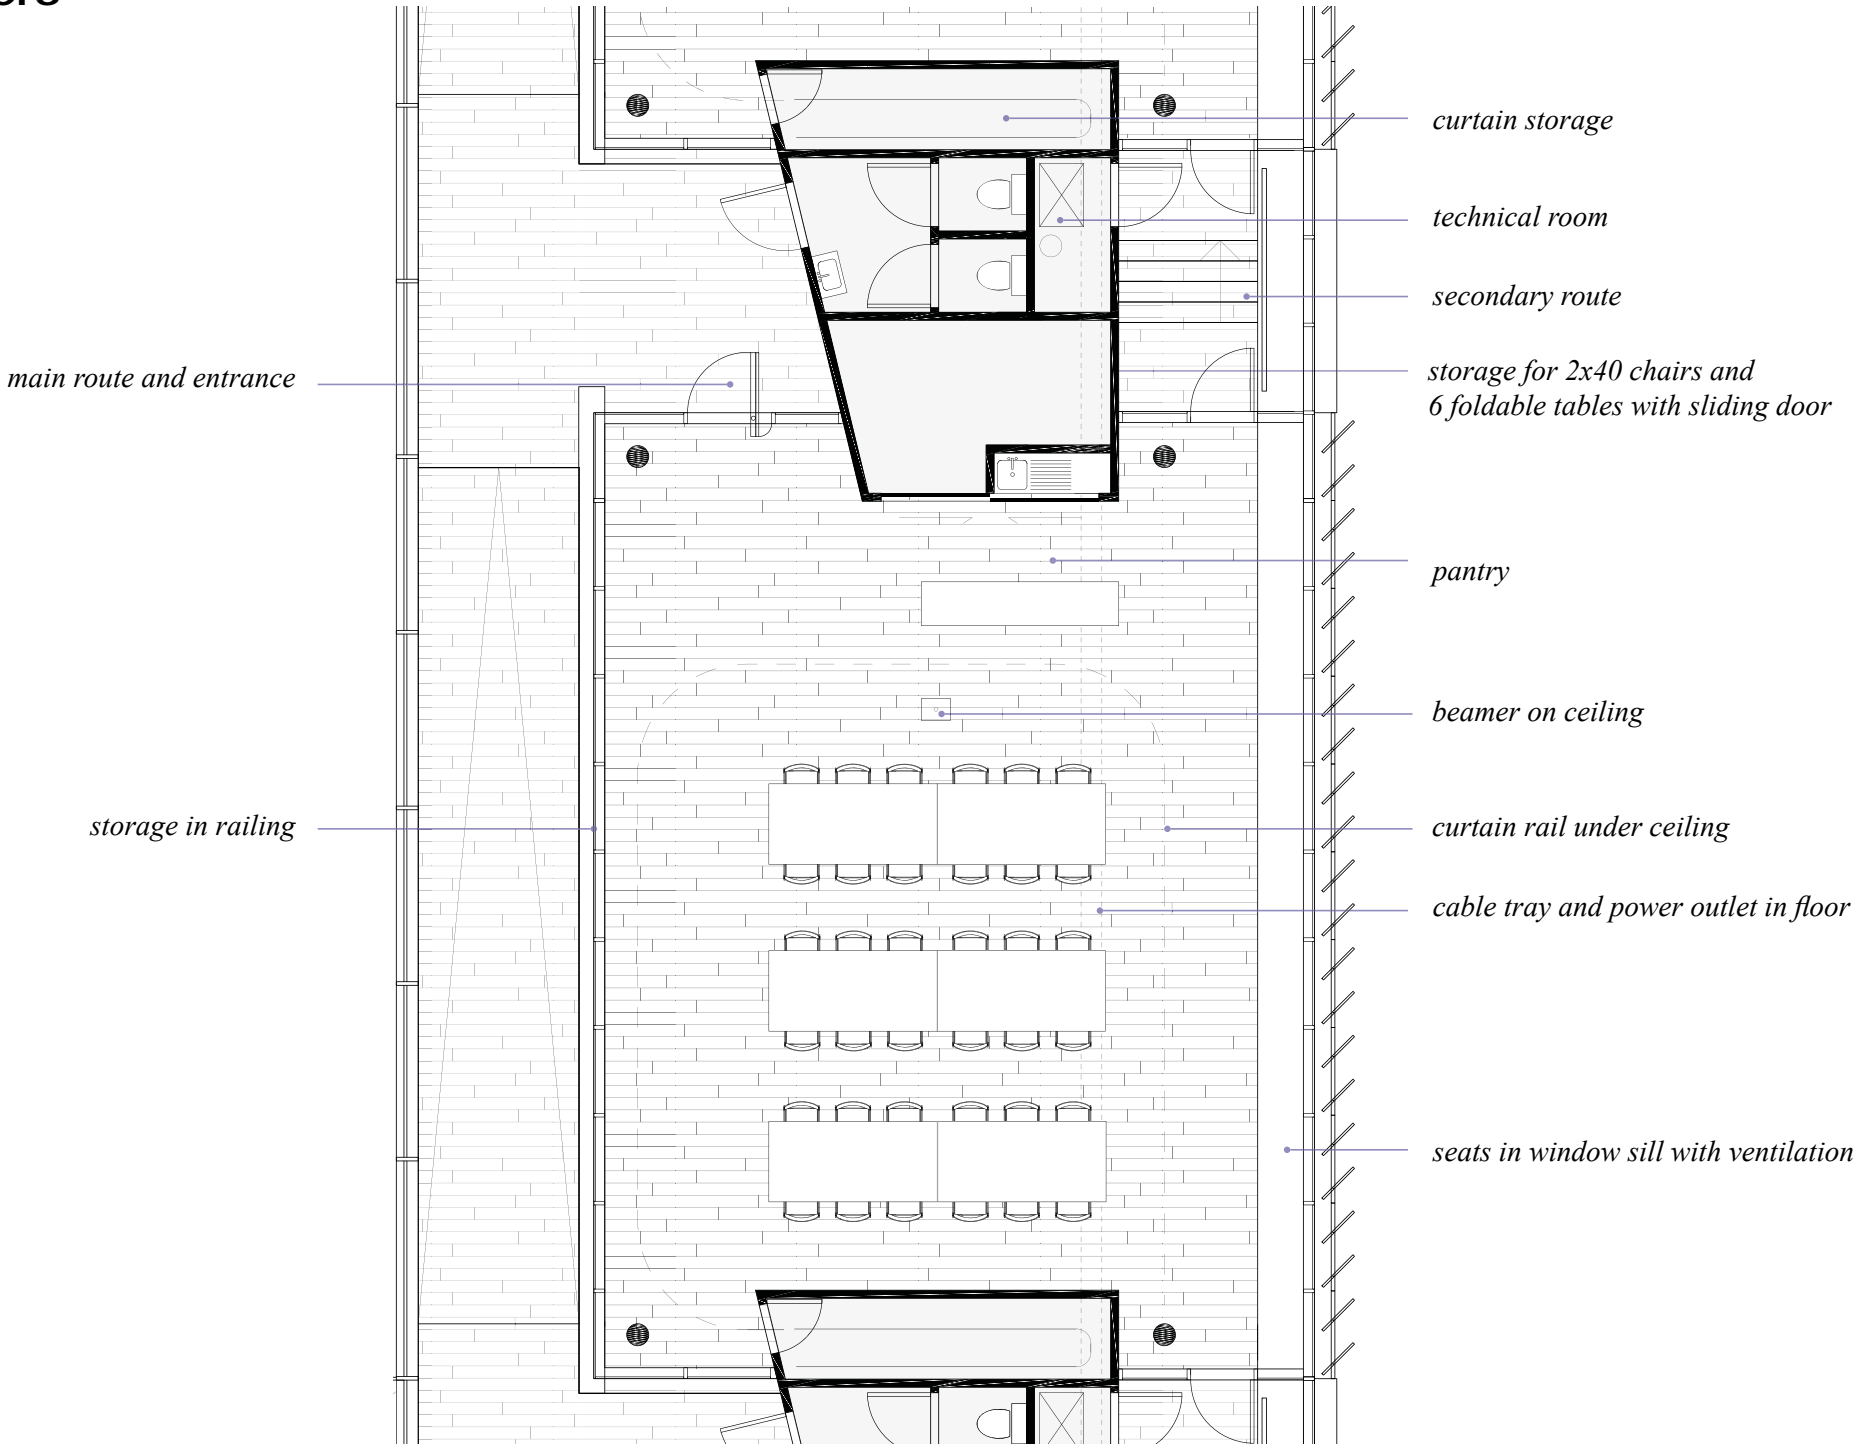 curtain storage
technical room
secondary route
main route and entrance
storage for 2x40 chairs and
6 foldable tables with sliding door
pantry
beamer on ceiling
storage in railing
curtain rail under ceiling
cable tray and power outlet in floor
seats in window sill with ventilation